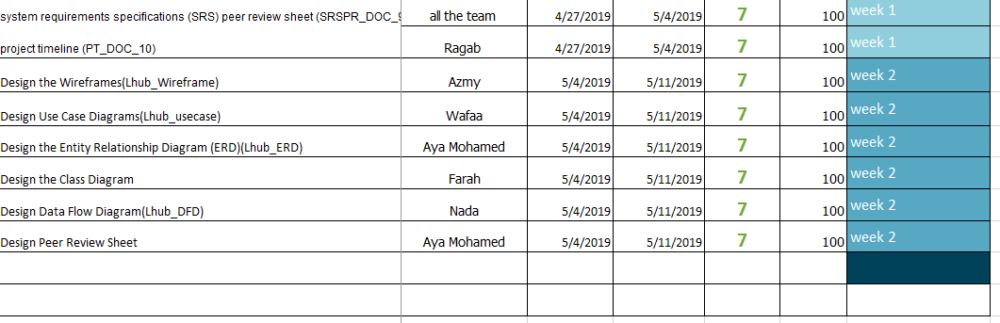 system requirements specifications (SRS) peer review sheet (SRSPR_DOC_9 all the team 4/27/2019 5/4/2019 7 100 week 1
project timeline (PT_DOC_10) Ragab 4/27/2019 5/4/2019 7 100 week 1
Design the Wireframes(Lhub_Wireframe) Azmy 5/4/2019 5/11/2019 7 100 week 2
Design Use Case Diagrams(Lhub_usecase) Wafaa 5/4/2019 5/11/2019 7 100 week 2
Design the Entity Relationship Diagram (ERD)(Lhub_ERD) Aya Mohamed 5/4/2019 5/11/2019 7 100 week 2
Design the Class Diagram Farah 5/4/2019 5/11/2019 7 100 week 2
Design Data Flow Diagram(Lhub_DFD) Nada 5/4/2019 5/11/2019 7 100 week 2
Design Peer Review Sheet Aya Mohamed 5/4/2019 5/11/2019 7 100 week 2